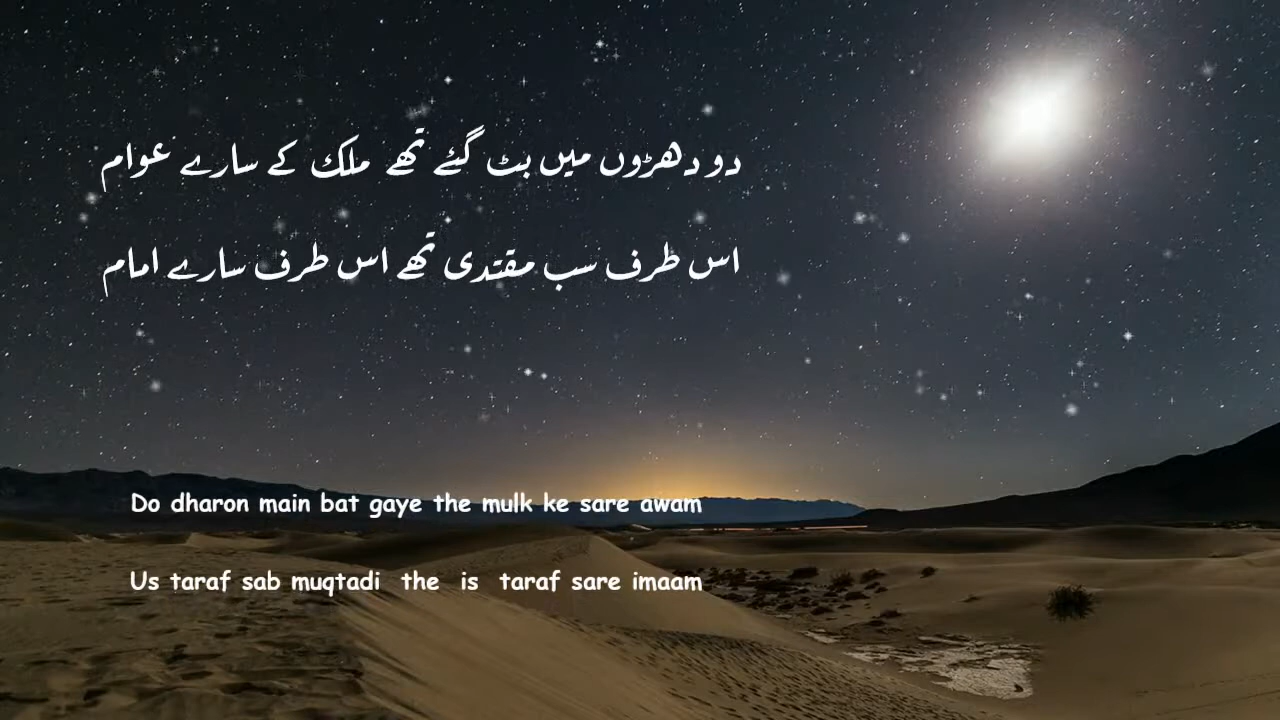 دو دھڑوں میں بٹ گئے تھے ملک کے سارے عوام
اس طرف سب مقتدی تھے اس طرف سارے امام
Do dharon main bat gaye the mulk ke sare awam
Us taraf sab muqtadi the is taraf sare imaam